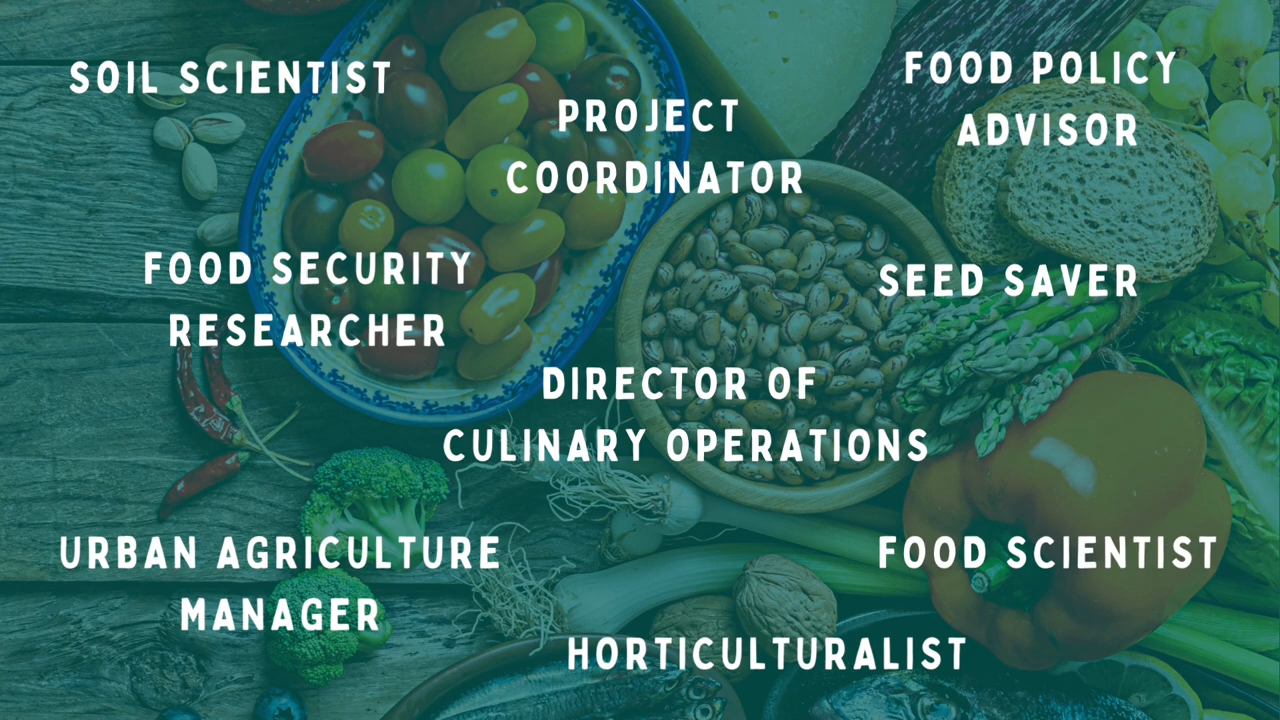 SOIL SCIENTIST
PROJECT
COORDINATOR
FOOD POLICY
ADVISOR
FOOD SECURITY
RESEARCHER
SEED SAVER
DIRECTOR OF
CULINARY OPERATIONS
URBAN AGRICULTURE
MANAGER
FOOD SCIENTIST
HORTICULTURALIST